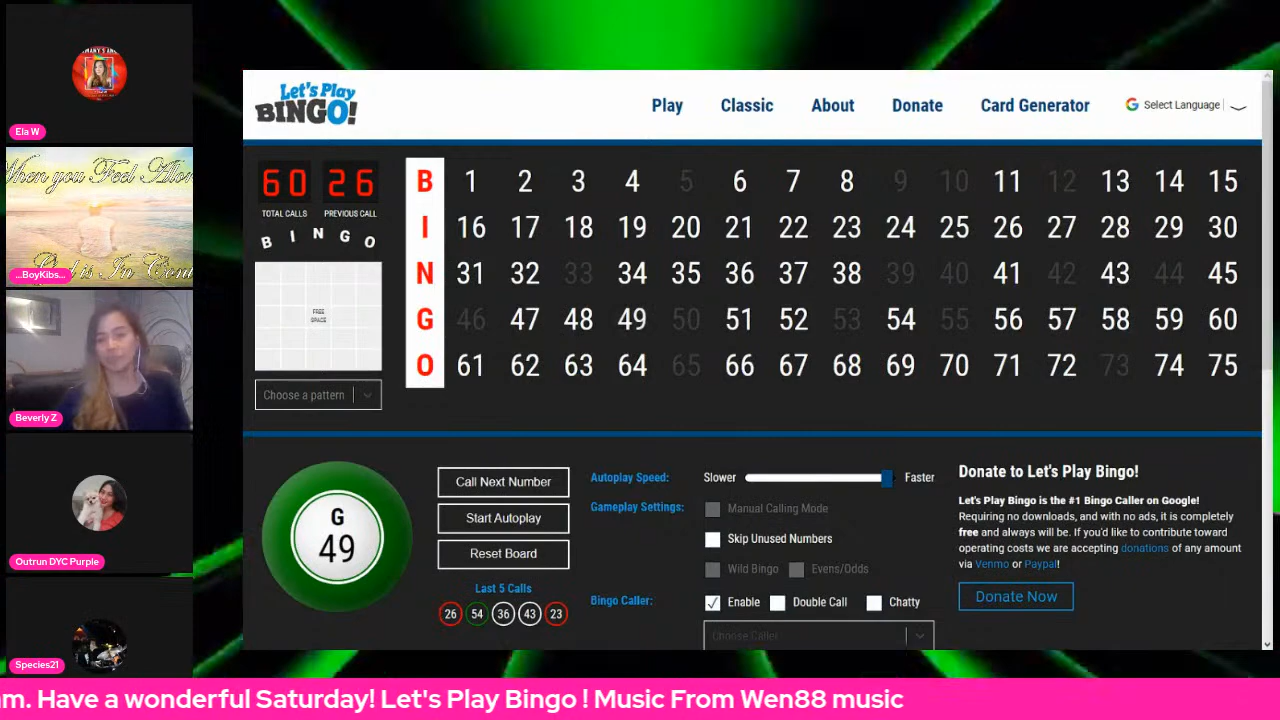 Ela W
When you Feel Alon
God is In Cont
...BoyKibs...
Beverly Z
Outrun DYC Purple
Species21
Let's Play
BINGO!
Play Classic About Donate Card Generator
Select Language
60 26
TOTAL CALLS PREVIOUS CALL
B I N G O
FREE
SPACE
Choose a pattern
B 1 2 3 4 5 6 7 8 9 10 11 12 13 14 15
I 16 17 18 19 20 21 22 23 24 25 26 27 28 29 30
N 31 32 33 34 35 36 37 38 39 40 41 42 43 44 45
G 46 47 48 49 50 51 52 53 54 55 56 57 58 59 60
O 61 62 63 64 65 66 67 68 69 70 71 72 73 74 75
G
49
Call Next Number
Start Autoplay
Reset Board
Last 5 Calls
26 54 36 43 23
Autoplay Speed: Slower Faster
Gameplay Settings: Manual Calling Mode
Skip Unused Numbers
Wild Bingo Evens/Odds
Bingo Caller: Enable Double Call Chatty
Choose Caller
Donate to Let's Play Bingo!
Let's Play Bingo is the #1 Bingo Caller on Google!
Requiring no downloads, and with no ads, it is completely
free and always will be. If you'd like to contribute toward
operating costs we are accepting donations of any amount
via Venmo or Paypal!
Donate Now
am. Have a wonderful Saturday! Let's Play Bingo ! Music From Wen88 music